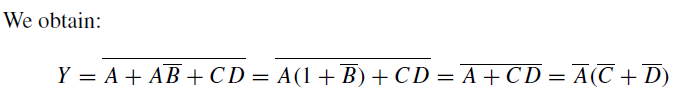 We obtain:
Y = \overline{A + A\overline{B} + CD} = \overline{A(1 + \overline{B}) + CD} = \overline{A + CD} = \overline{A}(\overline{C} + \overline{D})